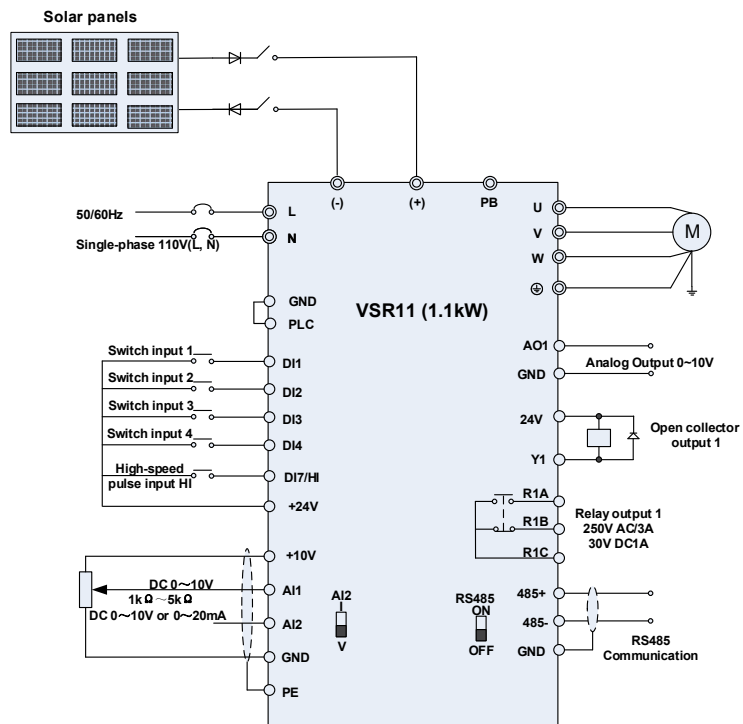 Solar panels
(-)
(+)
PB
50/60Hz
L
U
Single-phase 110V(L, N)
N
V
M
W
GND
VSR11 (1.1kW)
PLC
AO1
Switch input 1
DI1
Analog Output 0~10V
GND
Switch input 2
DI2
Switch input 3
DI3
24V
Open collector
output 1
Switch input 4
DI4
Y1
High-speed
pulse input HI
DI7/HI
R1A
+24V
R1B
Relay output 1
250V AC/3A
30V DC1A
R1C
+10V
DC 0～10V
AI1
1kΩ～5kΩ
AI2
I
V
RS485
ON
OFF
485+
DC 0～10V or 0～20mA
AI2
485-
RS485
Communication
GND
GND
PE